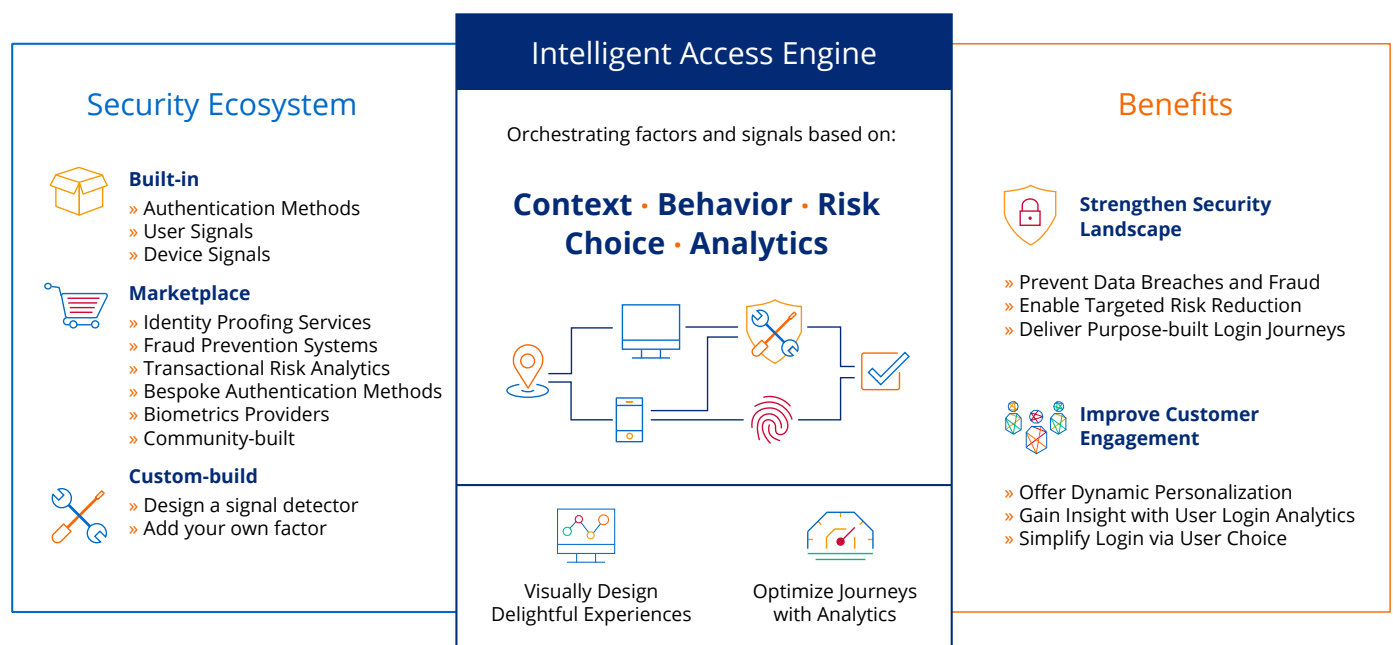 Security Ecosystem
Built-in
» Authentication Methods
» User Signals
» Device Signals
Marketplace
» Identity Proofing Services
» Fraud Prevention Systems
» Transactional Risk Analytics
» Bespoke Authentication Methods
» Biometrics Providers
» Community-built
Custom-build
» Design a signal detector
» Add your own factor
Intelligent Access Engine
Orchestrating factors and signals based on:
Context · Behavior · Risk
Choice · Analytics
Visually Design
Delightful Experiences
Optimize Journeys
with Analytics
Benefits
Strengthen Security
Landscape
» Prevent Data Breaches and Fraud
» Enable Targeted Risk Reduction
» Deliver Purpose-built Login Journeys
Improve Customer
Engagement
» Offer Dynamic Personalization
» Gain Insight with User Login Analytics
» Simplify Login via User Choice